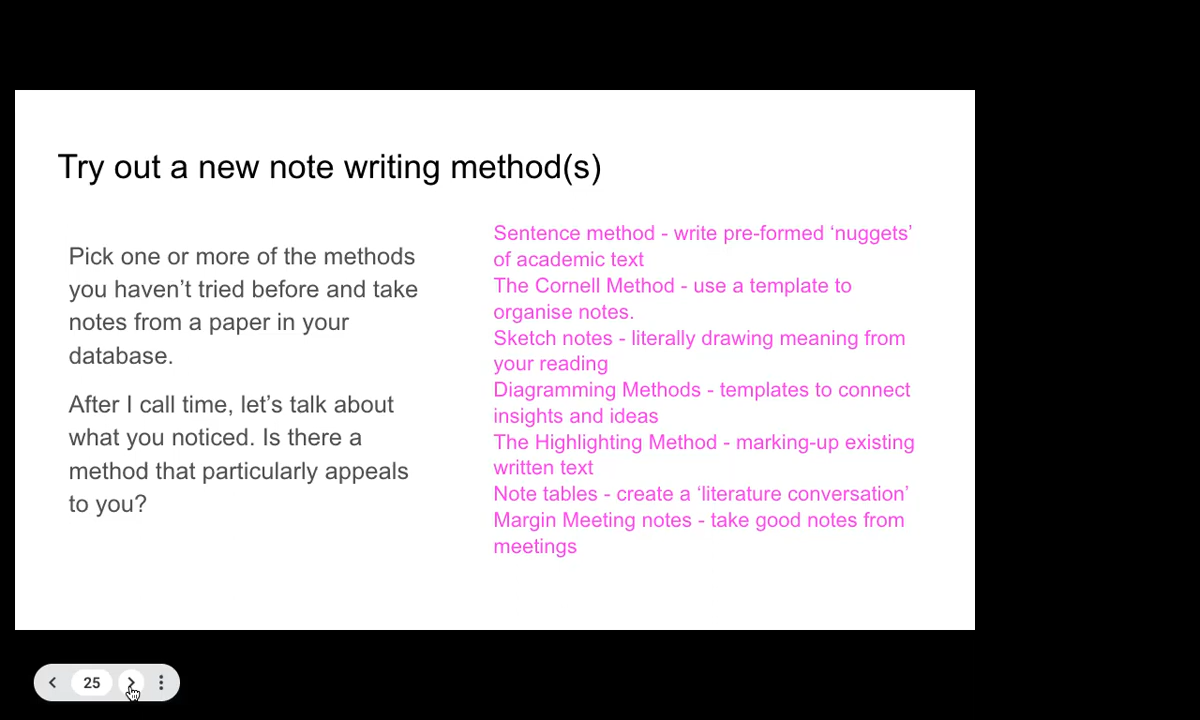 Try out a new note writing method(s)
Pick one or more of the methods
you haven’t tried before and take
notes from a paper in your
database.
After I call time, let’s talk about
what you noticed. Is there a
method that particularly appeals
to you?
Sentence method - write pre-formed ‘nuggets’
of academic text
The Cornell Method - use a template to
organise notes.
Sketch notes - literally drawing meaning from
your reading
Diagramming Methods - templates to connect
insights and ideas
The Highlighting Method - marking-up existing
written text
Note tables - create a ‘literature conversation’
Margin Meeting notes - take good notes from
meetings
25